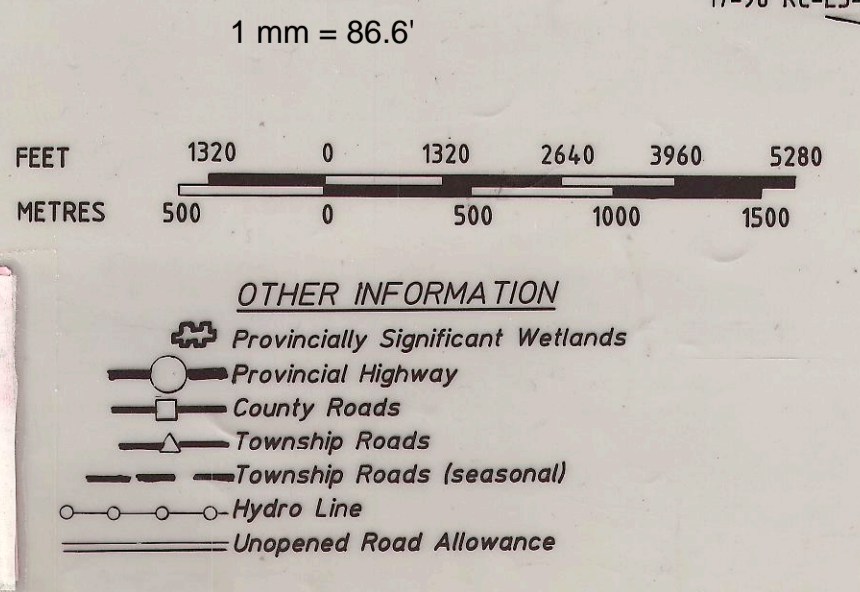 1 mm = 86.6'
FEET 1320 0 1320 2640 3960 5280
METRES 500 0 500 1000 1500
OTHER INFORMATION
Provincially Significant Wetlands
Provincial Highway
County Roads
Township Roads
Township Roads (seasonal)
Hydro Line
Unopened Road Allowance